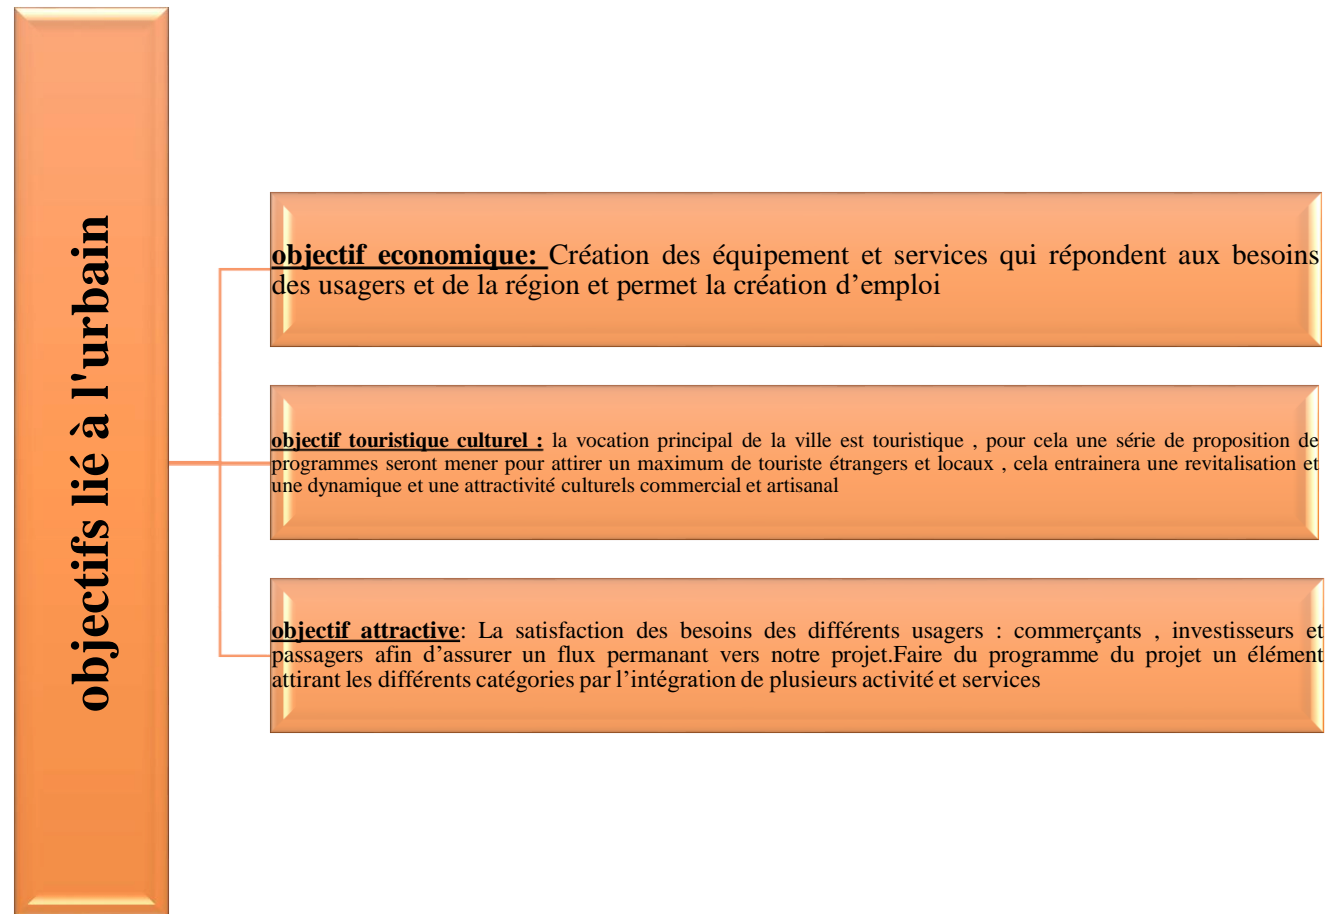 objectifs lié à l'urbain
objectif economique: Création des équipement et services qui répondent aux besoins
des usagers et de la région et permet la création d’emploi
objectif touristique culturel : la vocation principal de la ville est touristique , pour cela une série de proposition de
programmes seront mener pour attirer un maximum de touriste étrangers et locaux , cela entrainera une revitalisation et
une dynamique et une attractivité culturels commercial et artisanal
objectif attractive: La satisfaction des besoins des différents usagers : commerçants , investisseurs et
passagers afin d’assurer un flux permanant vers notre projet.Faire du programme du projet un élément
attirant les différents catégories par l’intégration de plusieurs activité et services